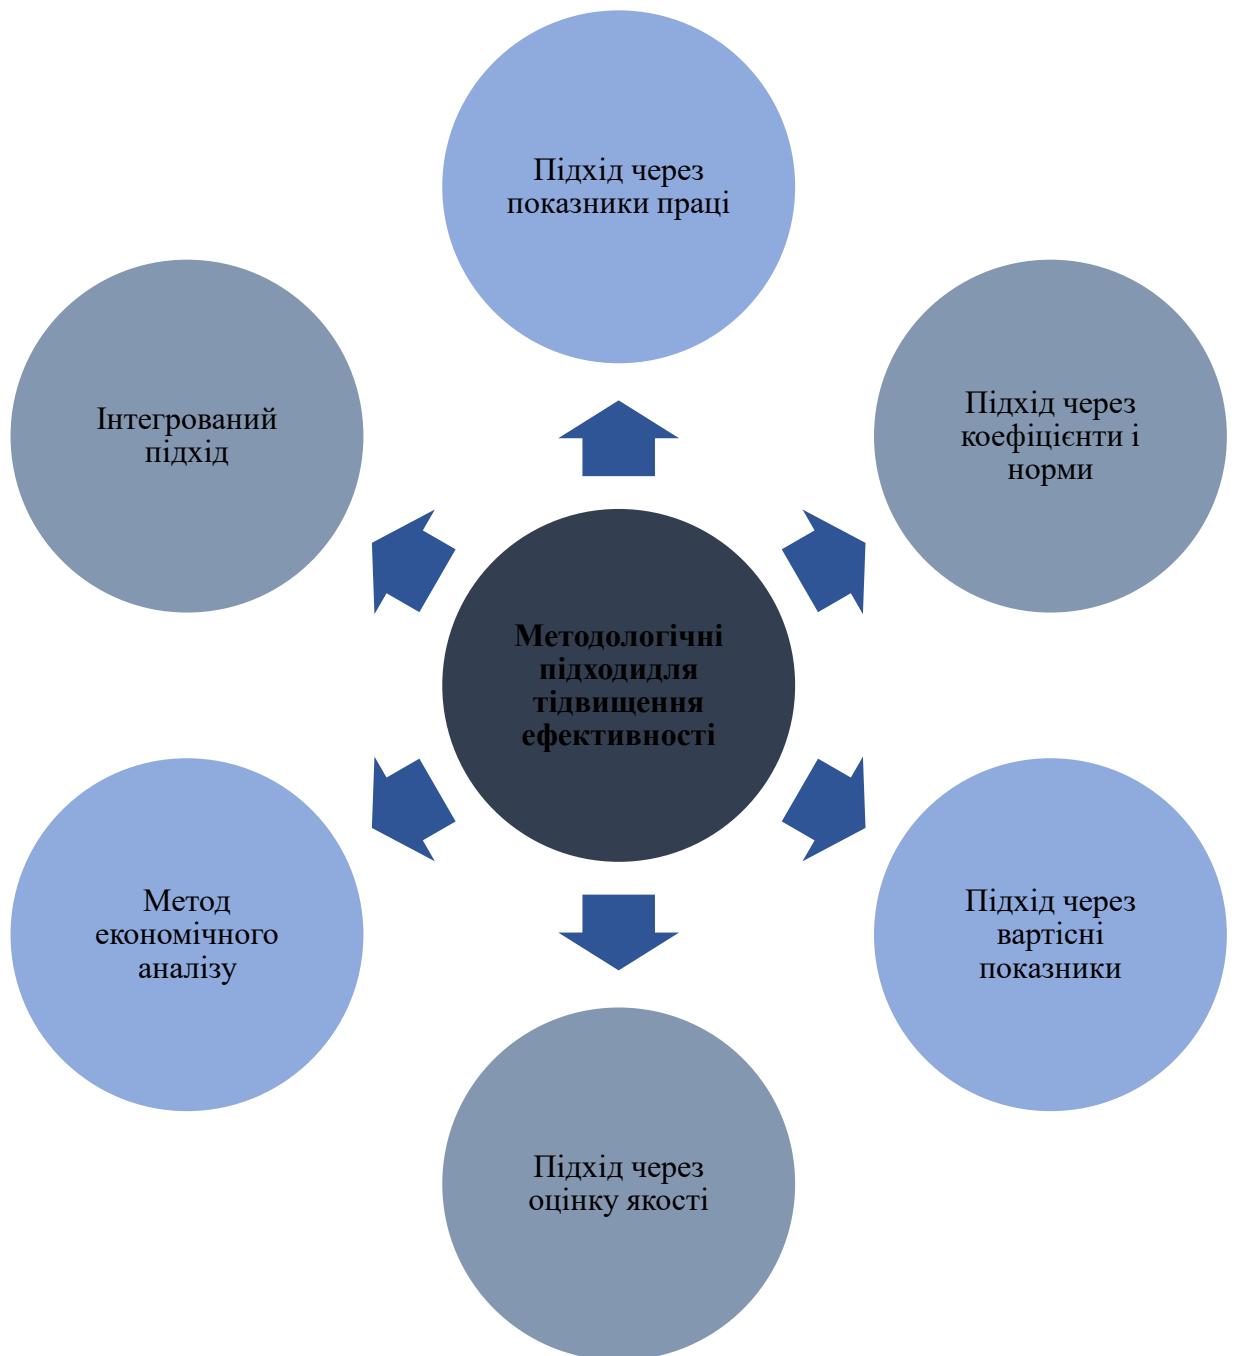 Підхід через
показники праці
Інтегрований
підхід
Підхід через
коефіцієнти і
норми
Методологічні
підходидля
тідвищення
ефективності
Метод
економічного
аналізу
Підхід через
вартісні
показники
Підхід через
оцінку якості